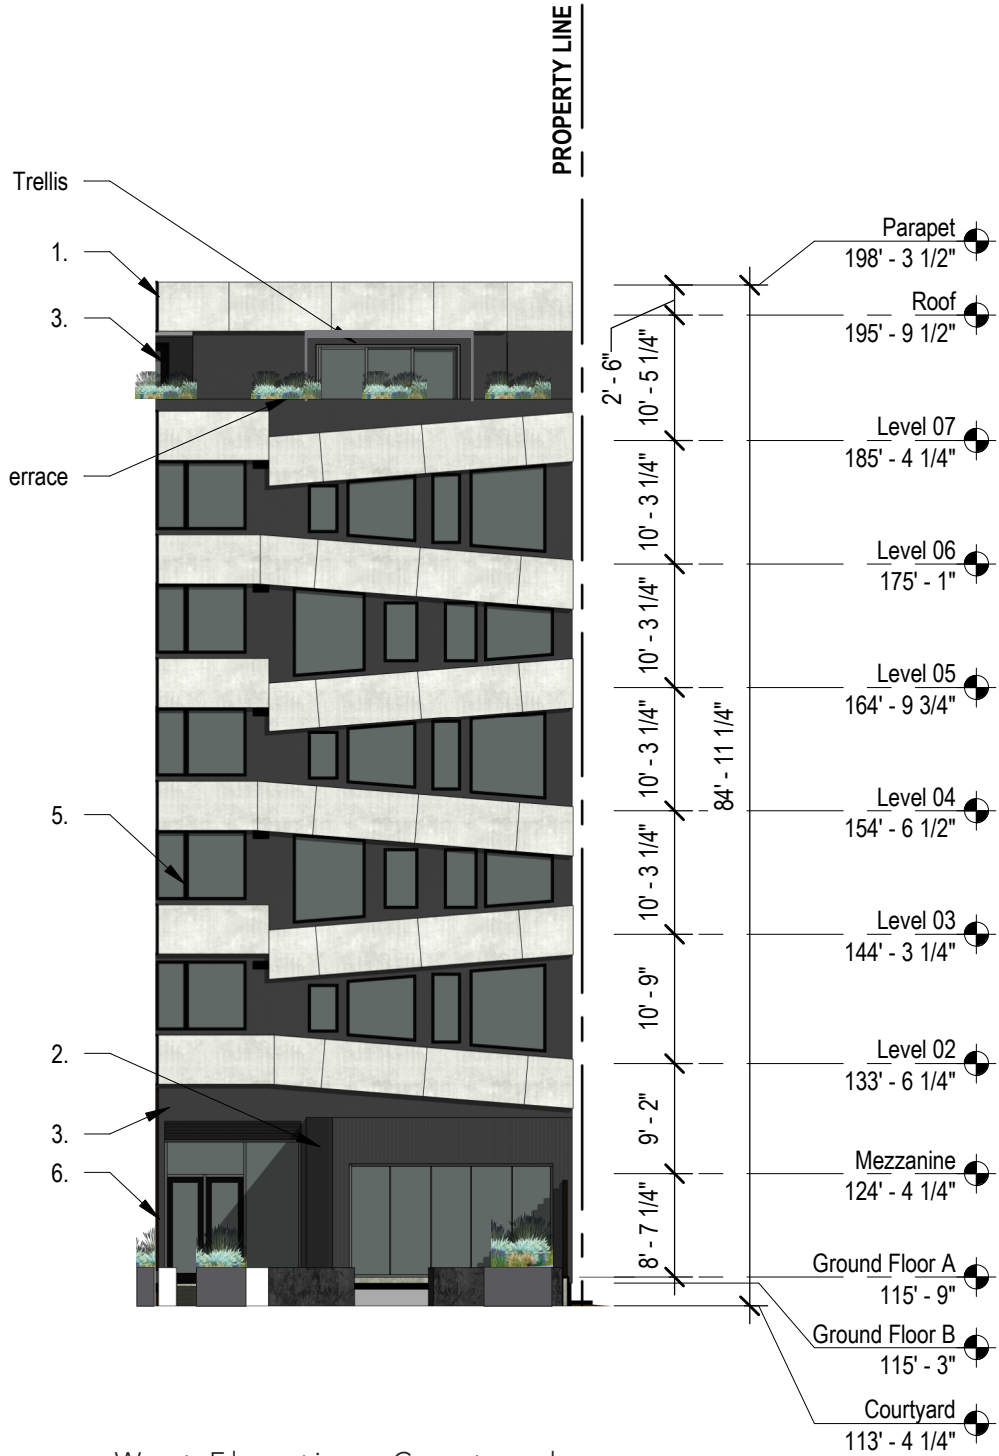 PROPERTY LINE
Trellis
1.
3.
errace
5.
2.
3.
6.
Parapet
198' - 3 1/2"
Roof
195' - 9 1/2"
2' - 6"
10' - 5 1/4"
Level 07
185' - 4 1/4"
10' - 3 1/4"
Level 06
175' - 1"
10' - 3 1/4"
Level 05
164' - 9 3/4"
10' - 3 1/4"
84' - 11 1/4"
Level 04
154' - 6 1/2"
10' - 3 1/4"
Level 03
144' - 3 1/4"
10' - 9"
Level 02
133' - 6 1/4"
9' - 2"
Mezzanine
124' - 4 1/4"
8' - 7 1/4"
Ground Floor A
115' - 9"
Ground Floor B
115' - 3"
Courtyard
113' - 4 1/4"